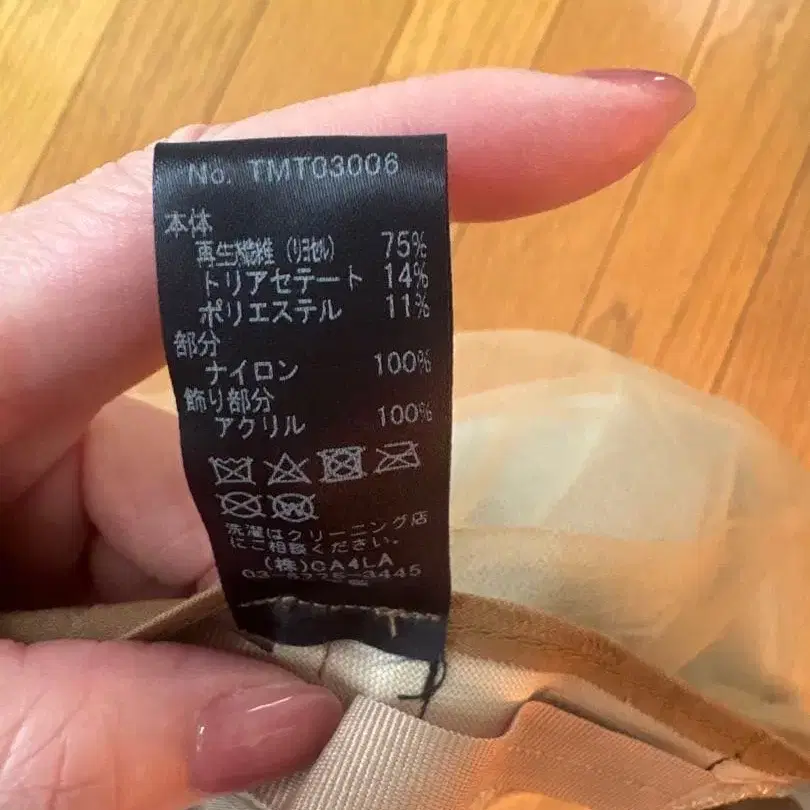 No. TMT03006
本体
再生繊維 (リヨセル) 75%
トリアセテート 14%
ポリエステル 11%
部分
ナイロン 100%
飾り部分
アクリル 100%
洗濯はクリーニング店
にご相談ください。
(株)CA4LA